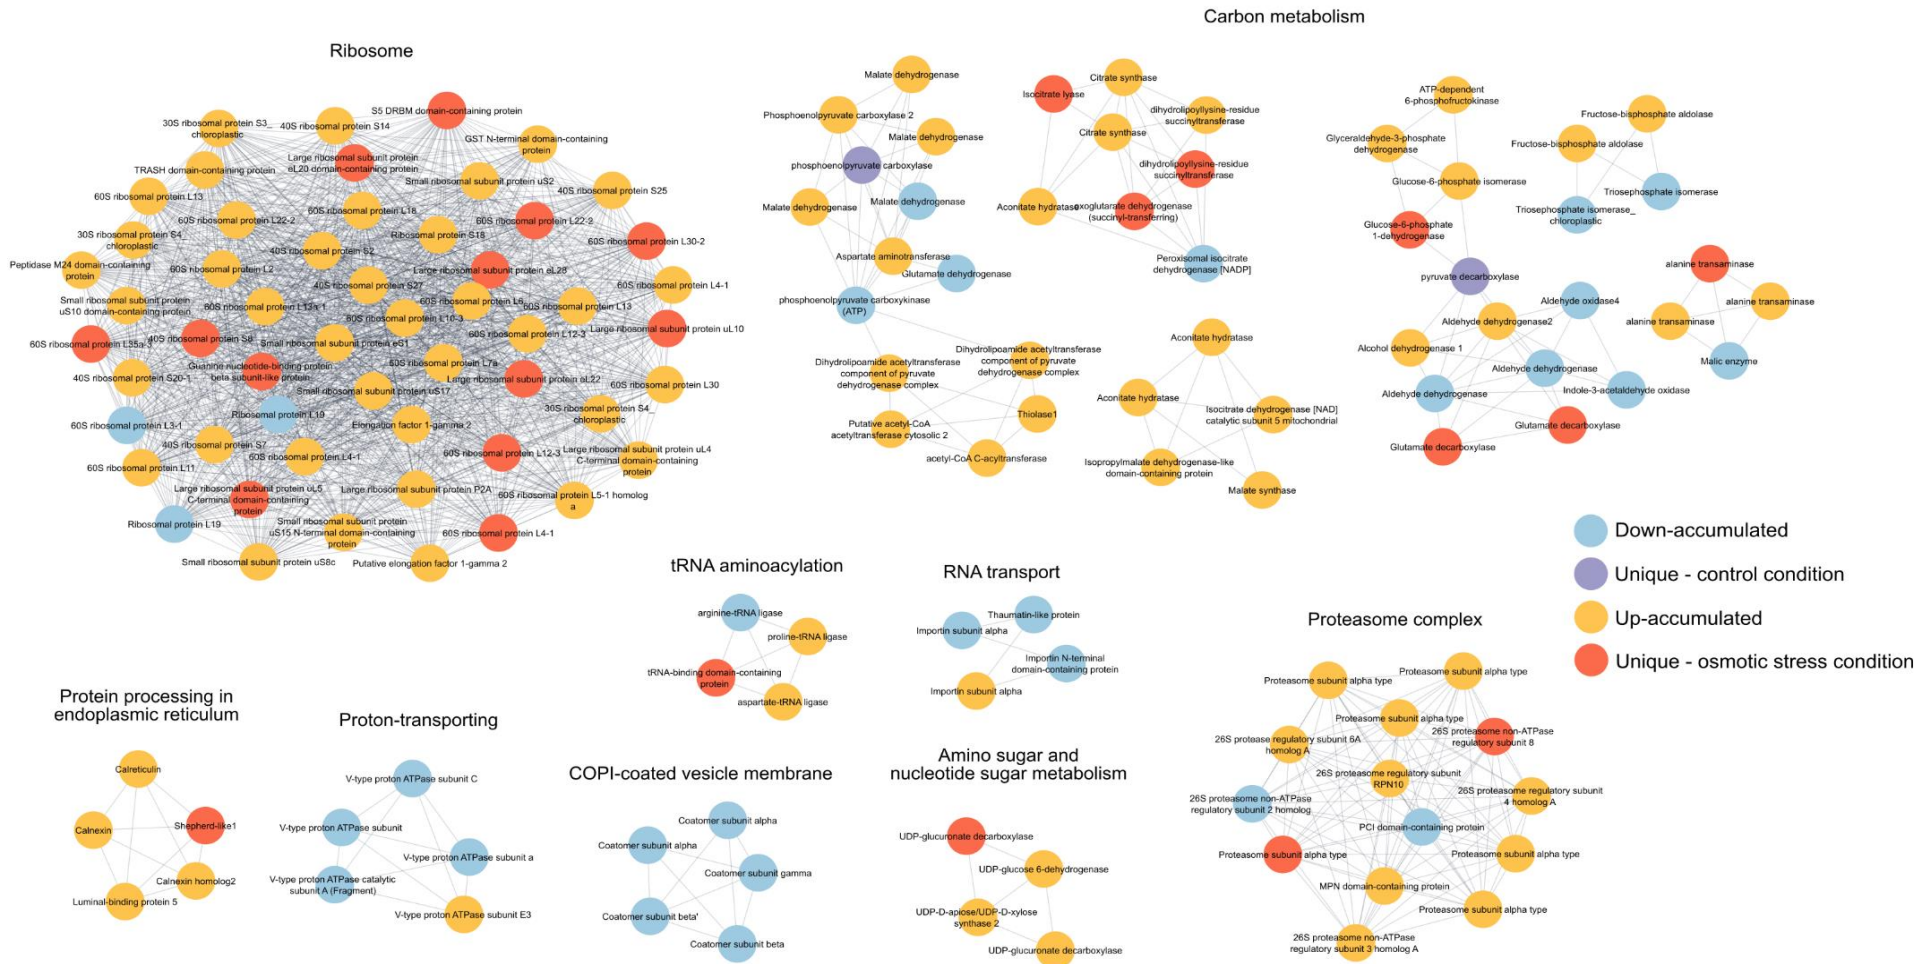 Carbon metabolism
Ribosome
S5 DRBM domain-containing protein
30S ribosomal protein S3_
chloroplastic
40S ribosomal protein S14
GST N-terminal domain-containing
protein
Large ribosomal subunit protein
eL20 domain-containing protein
TRASH domain-containing protein
Small ribosomal subunit protein uS2
40S ribosomal protein S25
60S ribosomal protein L13
60S ribosomal protein L18
60S ribosomal protein L22-2
60S ribosomal protein L22-2
30S ribosomal protein S4_
chloroplastic
Ribosomal protein S18
60S ribosomal protein L30-2
40S ribosomal protein S2
Peptidase M24 domain-containing
protein
60S ribosomal protein L2
Large ribosomal subunit protein eL28
40S ribosomal protein S27
60S ribosomal protein L4-1
Small ribosomal subunit protein
uS10 domain-containing protein
60S ribosomal protein L13a-1
60S ribosomal protein L6
60S ribosomal protein L13
60S ribosomal protein L10-3
Large ribosomal subunit protein uL10
60S ribosomal protein L35a-3
40S ribosomal protein S8
Small ribosomal subunit protein eS1
60S ribosomal protein L12-3
Guanine nucleotide-binding protein
beta subunit-like protein
60S ribosomal protein L7a
40S ribosomal protein S20-1
Large ribosomal subunit protein eL22
60S ribosomal protein L30
Small ribosomal subunit protein uS17
Ribosomal protein L19
30S ribosomal protein S4_
chloroplastic
60S ribosomal protein L3-1
Elongation factor 1-gamma 2
40S ribosomal protein S7
60S ribosomal protein L4-1
60S ribosomal protein L12-3
Large ribosomal subunit protein uL4
C-terminal domain-containing
protein
60S ribosomal protein L11
Large ribosomal subunit protein uL5
C-terminal domain-containing
protein
Large ribosomal subunit protein P2A
60S ribosomal protein L5-1 homolog
a
Ribosomal protein L19
Small ribosomal subunit protein
uS15 N-terminal domain-containing
protein
60S ribosomal protein L4-1
Small ribosomal subunit protein uS8c
Putative elongation factor 1-gamma 2
Malate dehydrogenase
Phosphoenolpyruvate carboxylase 2
Malate dehydrogenase
phosphoenolpyruvate carboxylase
Malate dehydrogenase
Malate dehydrogenase
Aspartate aminotransferase
Glutamate dehydrogenase
phosphoenolpyruvate carboxykinase
(ATP)
Dihydrolipoamide acetyltransferase
component of pyruvate
dehydrogenase complex
Dihydrolipoamide acetyltransferase
component of pyruvate
dehydrogenase complex
Thiolase1
Putative acetyl-CoA
acetyltransferase cytosolic 2
acetyl-CoA C-acyltransferase
Citrate synthase
Isocitrate lyase
dihydrolipoyllysine-residue
succinyltransferase
Citrate synthase
dihydrolipoyllysine-residue
succinyltransferase
Aconitate hydratase
oxoglutarate dehydrogenase
(succinyl-transferring)
Peroxisomal isocitrate
dehydrogenase [NADP]
Aconitate hydratase
Aconitate hydratase
Isocitrate dehydrogenase [NAD]
catalytic subunit 5 mitochondrial
Isopropylmalate dehydrogenase-like
domain-containing protein
Malate synthase
ATP-dependent
6-phosphofructokinase
Glyceraldehyde-3-phosphate
dehydrogenase
Glucose-6-phosphate isomerase
Glucose-6-phosphate
1-dehydrogenase
pyruvate decarboxylase
Aldehyde oxidase4
Aldehyde dehydrogenase2
Alcohol dehydrogenase 1
Aldehyde dehydrogenase
Aldehyde dehydrogenase
Indole-3-acetaldehyde oxidase
Glutamate decarboxylase
Glutamate decarboxylase
Fructose-bisphosphate aldolase
Fructose-bisphosphate aldolase
Triosephosphate isomerase
Triosephosphate isomerase_
chloroplastic
alanine transaminase
alanine transaminase
alanine transaminase
Malic enzyme
Down-accumulated
Unique - control condition
Up-accumulated
Unique - osmotic stress condition
tRNA aminoacylation
arginine-tRNA ligase
proline-tRNA ligase
tRNA-binding domain-containing
protein
aspartate-tRNA ligase
RNA transport
Thaumatin-like protein
Importin subunit alpha
Importin N-terminal
domain-containing protein
Importin subunit alpha
Proteasome complex
Proteasome subunit alpha type
Proteasome subunit alpha type
Proteasome subunit alpha type
26S proteasome non-ATPase
regulatory subunit 8
26S protease regulatory subunit 6A
homolog A
26S proteasome regulatory subunit
RPN10
26S proteasome regulatory subunit
4 homolog A
26S proteasome non-ATPase
regulatory subunit 2 homolog
PCI domain-containing protein
Proteasome subunit alpha type
Proteasome subunit alpha type
MPN domain-containing protein
Proteasome subunit alpha type
26S proteasome non-ATPase
regulatory subunit 3 homolog A
Protein processing in
endoplasmic reticulum
Calreticulin
Calnexin
Shepherd-like1
Calnexin homolog2
Luminal-binding protein 5
Proton-transporting
V-type proton ATPase subunit C
V-type proton ATPase subunit
V-type proton ATPase subunit a
V-type proton ATPase catalytic
subunit A (Fragment)
V-type proton ATPase subunit E3
COPI-coated vesicle membrane
Coatomer subunit alpha
Coatomer subunit alpha
Coatomer subunit gamma
Coatomer subunit beta'
Coatomer subunit beta
Amino sugar and
nucleotide sugar metabolism
UDP-glucuronate decarboxylase
UDP-glucose 6-dehydrogenase
UDP-D-apiose/UDP-D-xylose
synthase 2
UDP-glucuronate decarboxylase